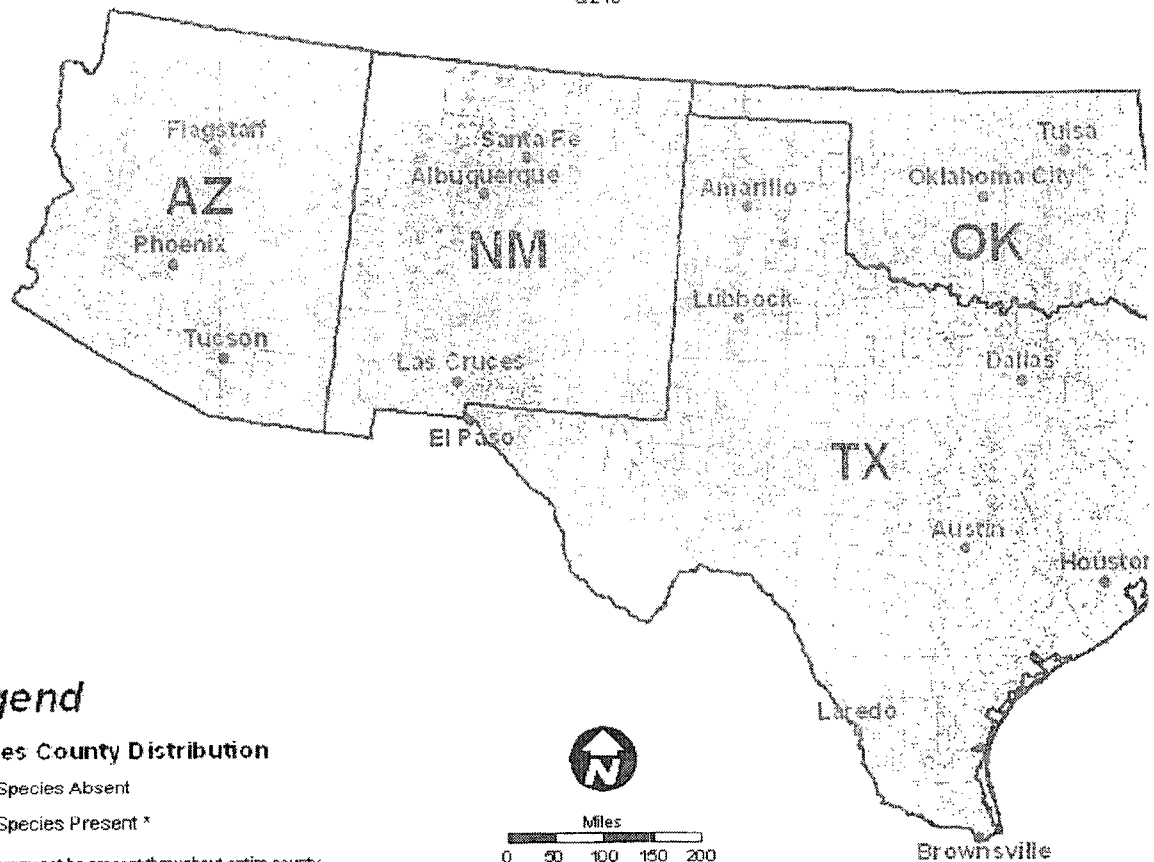 Flagstaff
AZ
Phoenix
Tucson
Santa Fe
Albuquerque
NM
Las Cruces
El Paso
Amarillo
Lubbock
Tulsa
Oklahoma City
OK
Dallas
TX
Austin
Houston
Laredo
Brownsville
gend
es County Distribution
Species Absent
Species Present *
N
Miles
0 50 100 150 200